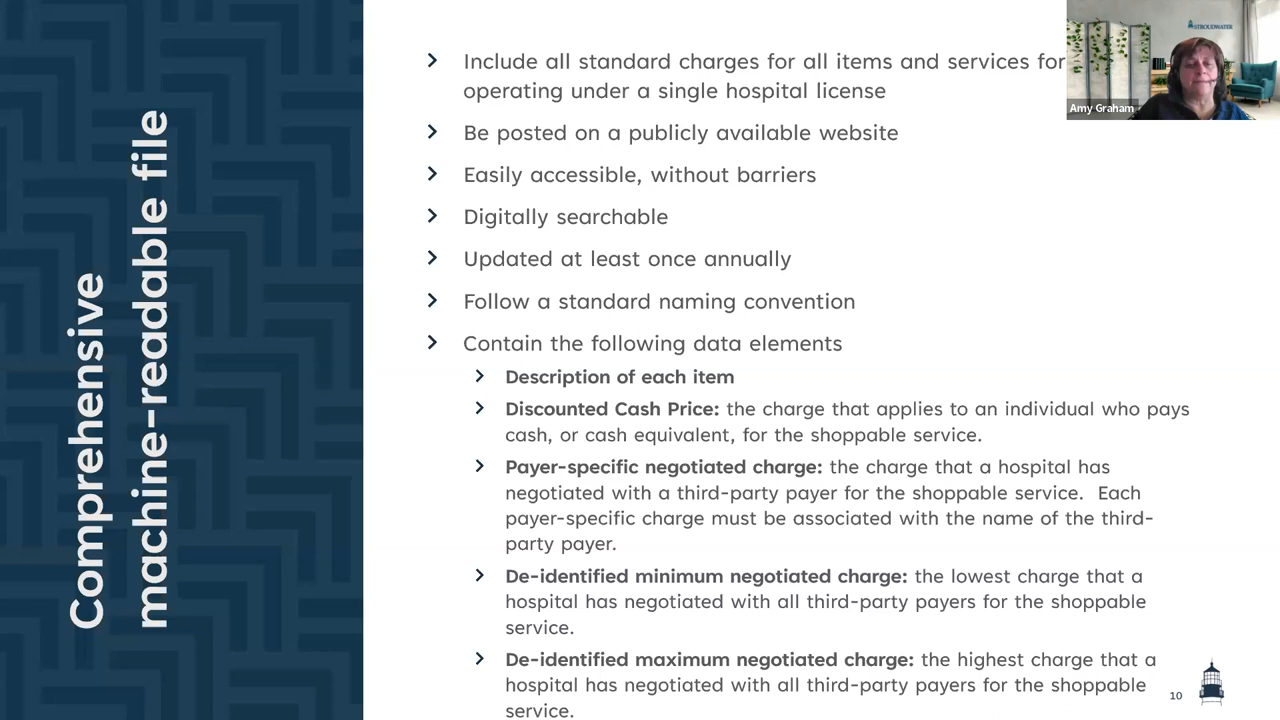 Comprehensive
machine-readable file
Include all standard charges for all items and services for
operating under a single hospital license
Be posted on a publicly available website
Easily accessible, without barriers
Digitally searchable
Updated at least once annually
Follow a standard naming convention
Contain the following data elements
Description of each item
Discounted Cash Price: the charge that applies to an individual who pays
cash, or cash equivalent, for the shoppable service.
Payer-specific negotiated charge: the charge that a hospital has
negotiated with a third-party payer for the shoppable service. Each
payer-specific charge must be associated with the name of the third-
party payer.
De-identified minimum negotiated charge: the lowest charge that a
hospital has negotiated with all third-party payers for the shoppable
service.
De-identified maximum negotiated charge: the highest charge that a
hospital has negotiated with all third-party payers for the shoppable
service.
STROUDWATER
Amy Graham
10